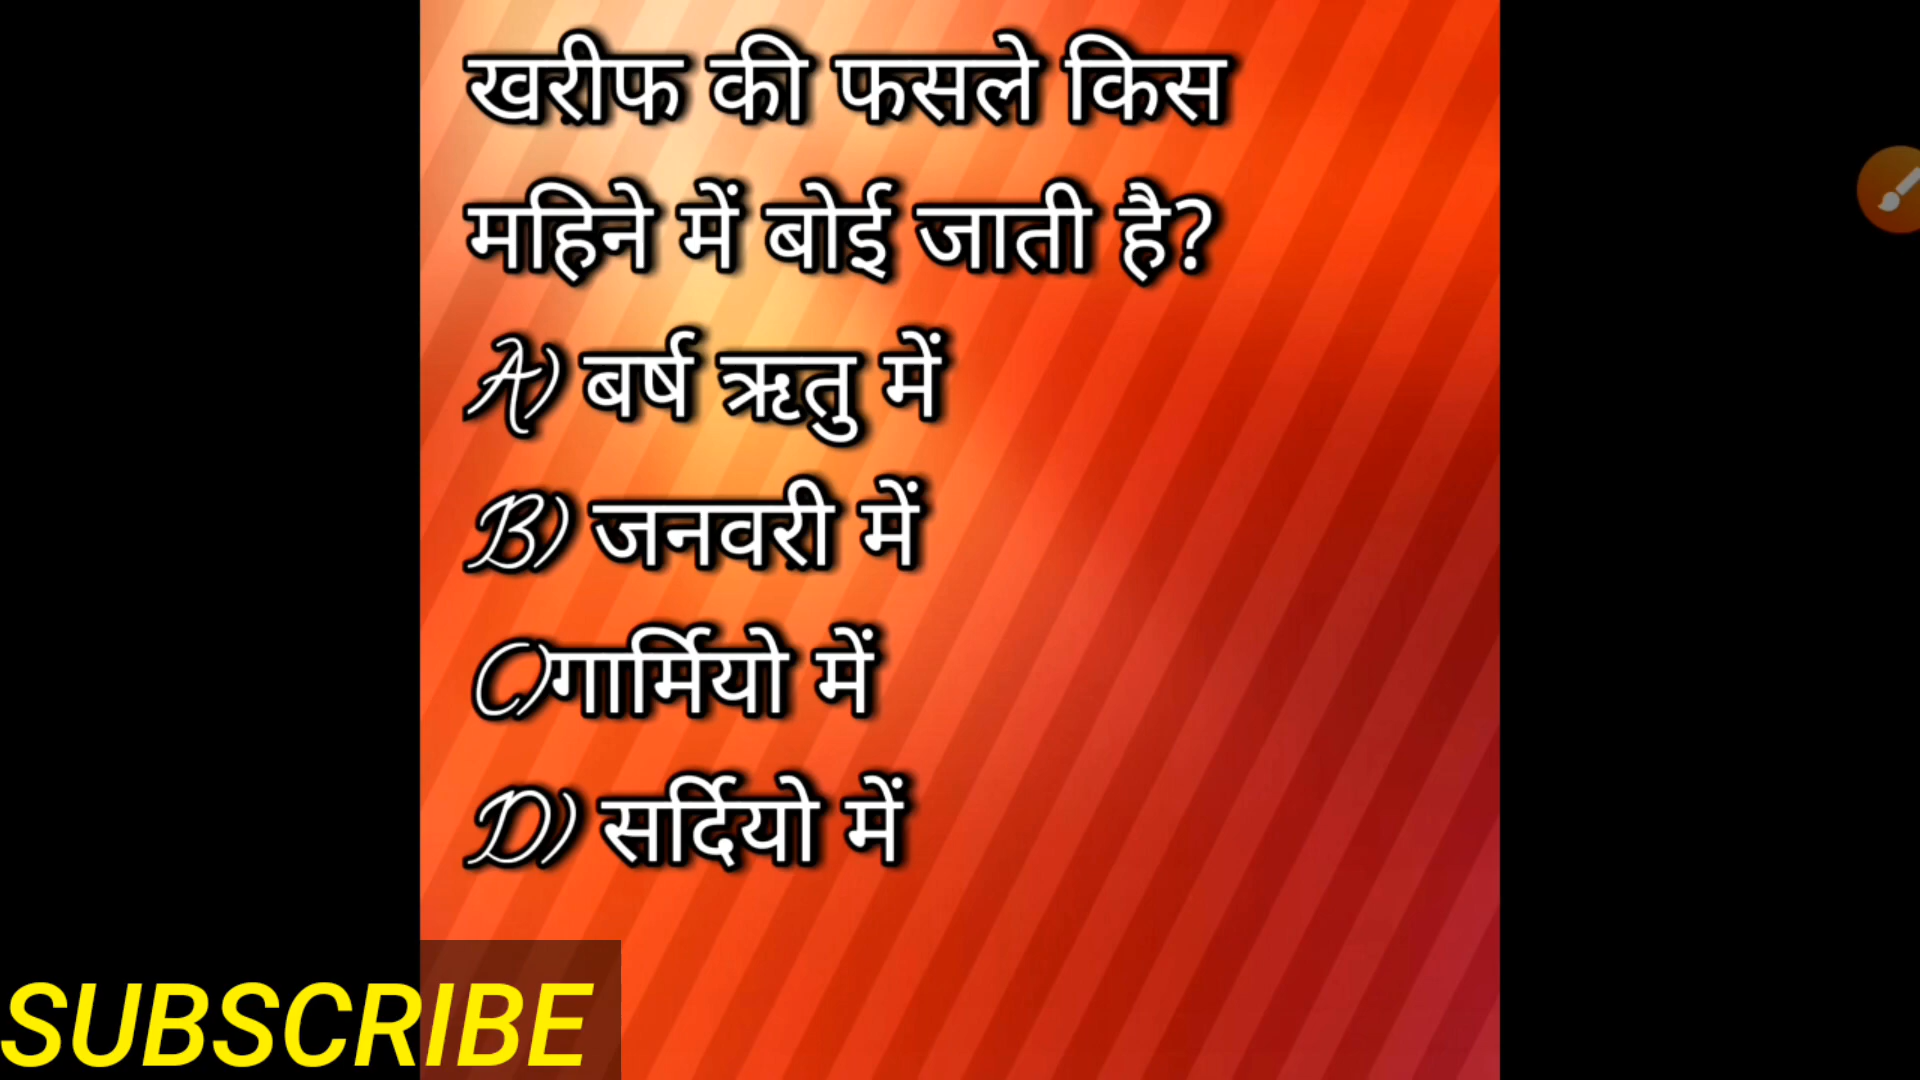 खरीफ की फसले किस
महिने में बोई जाती है?
A) बर्ष ऋतु में
B) जनवरी में
C)गार्मियो में
D) सर्दियो में
SUBSCRIBE